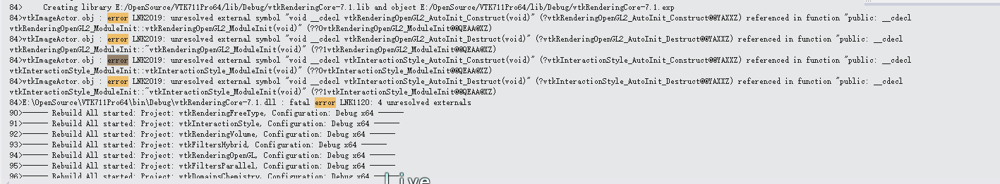 84>     Creating library E:/OpenSource/VTK711Pro64/lib/Debug/vtkRenderingCore-7.1.lib and object E:/OpenSource/VTK711Pro64/lib/Debug/vtkRenderingCore-7.1.exp
84>vtkImageActor.obj : error LNK2019: unresolved external symbol "void __cdecl vtkRenderingOpenGL2_AutoInit_Construct(void)" (?vtkRenderingOpenGL2_AutoInit_Construct@@YAXXZ) referenced in function "public: __cdecl
vtkRenderingOpenGL2_ModuleInit::vtkRenderingOpenGL2_ModuleInit(void)" (??0vtkRenderingOpenGL2_ModuleInit@@QEAA@XZ)
84>vtkImageActor.obj : error LNK2019: unresolved external symbol "void __cdecl vtkRenderingOpenGL2_AutoInit_Destruct(void)" (?vtkRenderingOpenGL2_AutoInit_Destruct@@YAXXZ) referenced in function "public: __cdecl
vtkRenderingOpenGL2_ModuleInit::~vtkRenderingOpenGL2_ModuleInit(void)" (??1vtkRenderingOpenGL2_ModuleInit@@QEAA@XZ)
84>vtkImageActor.obj : error LNK2019: unresolved external symbol "void __cdecl vtkInteractionStyle_AutoInit_Construct(void)" (?vtkInteractionStyle_AutoInit_Construct@@YAXXZ) referenced in function "public: __cdecl
vtkInteractionStyle_ModuleInit::vtkInteractionStyle_ModuleInit(void)" (??0vtkInteractionStyle_ModuleInit@@QEAA@XZ)
84>vtkImageActor.obj : error LNK2019: unresolved external symbol "void __cdecl vtkInteractionStyle_AutoInit_Destruct(void)" (?vtkInteractionStyle_AutoInit_Destruct@@YAXXZ) referenced in function "public: __cdecl
vtkInteractionStyle_ModuleInit::~vtkInteractionStyle_ModuleInit(void)" (??1vtkInteractionStyle_ModuleInit@@QEAA@XZ)
84>E:\OpenSource\VTK711Pro64\bin\Debug\vtkRenderingCore-7.1.dll : fatal error LNK1120: 4 unresolved externals
90>------ Rebuild All started: Project: vtkRenderingFreeType, Configuration: Debug x64 ------
91>------ Rebuild All started: Project: vtkInteractionStyle, Configuration: Debug x64 ------
92>------ Rebuild All started: Project: vtkRenderingVolume, Configuration: Debug x64 ------
93>------ Rebuild All started: Project: vtkFiltersHybrid, Configuration: Debug x64 ------
94>------ Rebuild All started: Project: vtkRenderingOpenGL, Configuration: Debug x64 ------
95>------ Rebuild All started: Project: vtkFiltersParallel, Configuration: Debug x64 ------
96>------ Rebuild All started: Project: vtkDomainsChemistry, Configuration: Debug x64 ------
Live